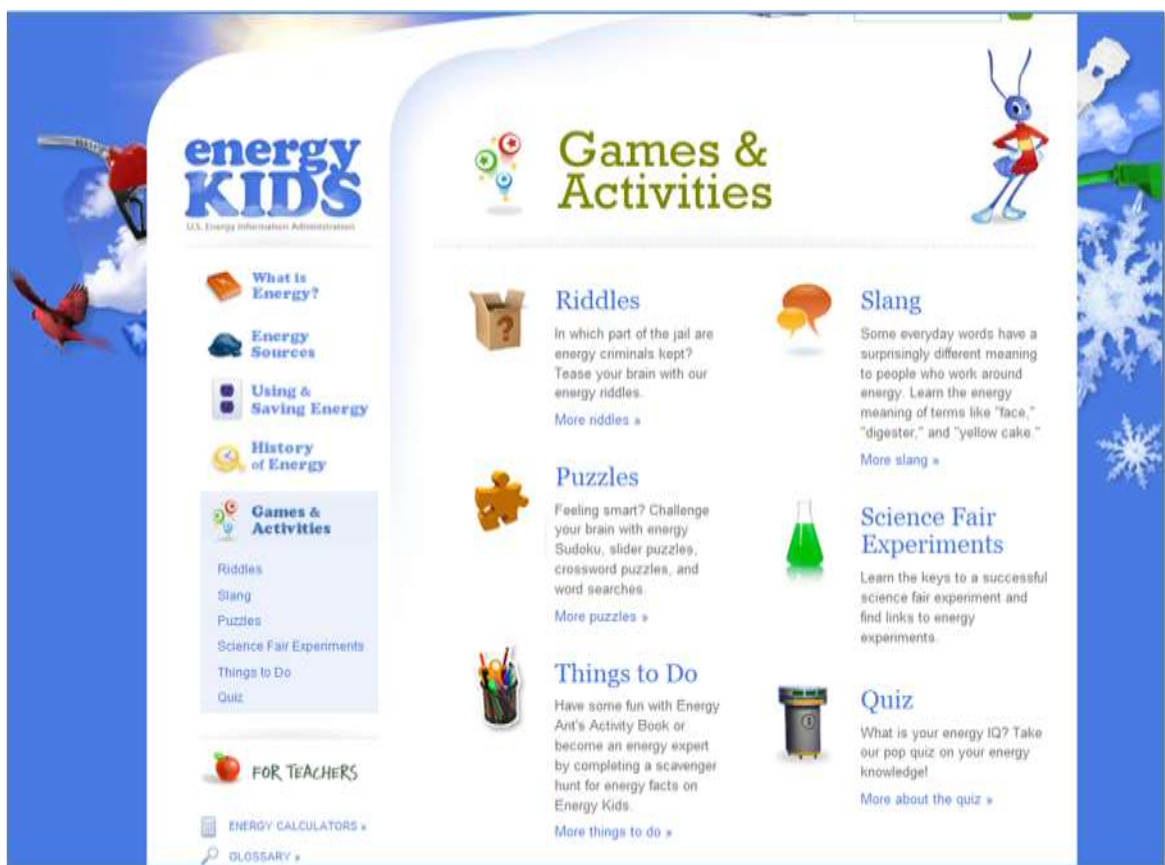 energy
KIDS
U.S. Energy Information Administration
What is
Energy?
Energy
Sources
Using &
Saving Energy
History
of Energy
Games &
Activities
Riddles
Slang
Puzzles
Science Fair Experiments
Things to Do
Quiz
FOR TEACHERS
ENERGY CALCULATORS »
GLOSSARY »
Games &
Activities
Riddles
In which part of the jail are
energy criminals kept?
Tease your brain with our
energy riddles.
More riddles »
Puzzles
Feeling smart? Challenge
your brain with energy
Sudoku, slider puzzles,
crossword puzzles, and
word searches.
More puzzles »
Things to Do
Have some fun with Energy
Ant's Activity Book or
become an energy expert
by completing a scavenger
hunt for energy facts on
Energy Kids.
More things to do »
Slang
Some everyday words have a
surprisingly different meaning
to people who work around
energy. Learn the energy
meaning of terms like "face,"
"digester," and "yellow cake."
More slang »
Science Fair
Experiments
Learn the keys to a successful
science fair experiment and
find links to energy
experiments.
Quiz
What is your energy IQ? Take
our pop quiz on your energy
knowledge!
More about the quiz »